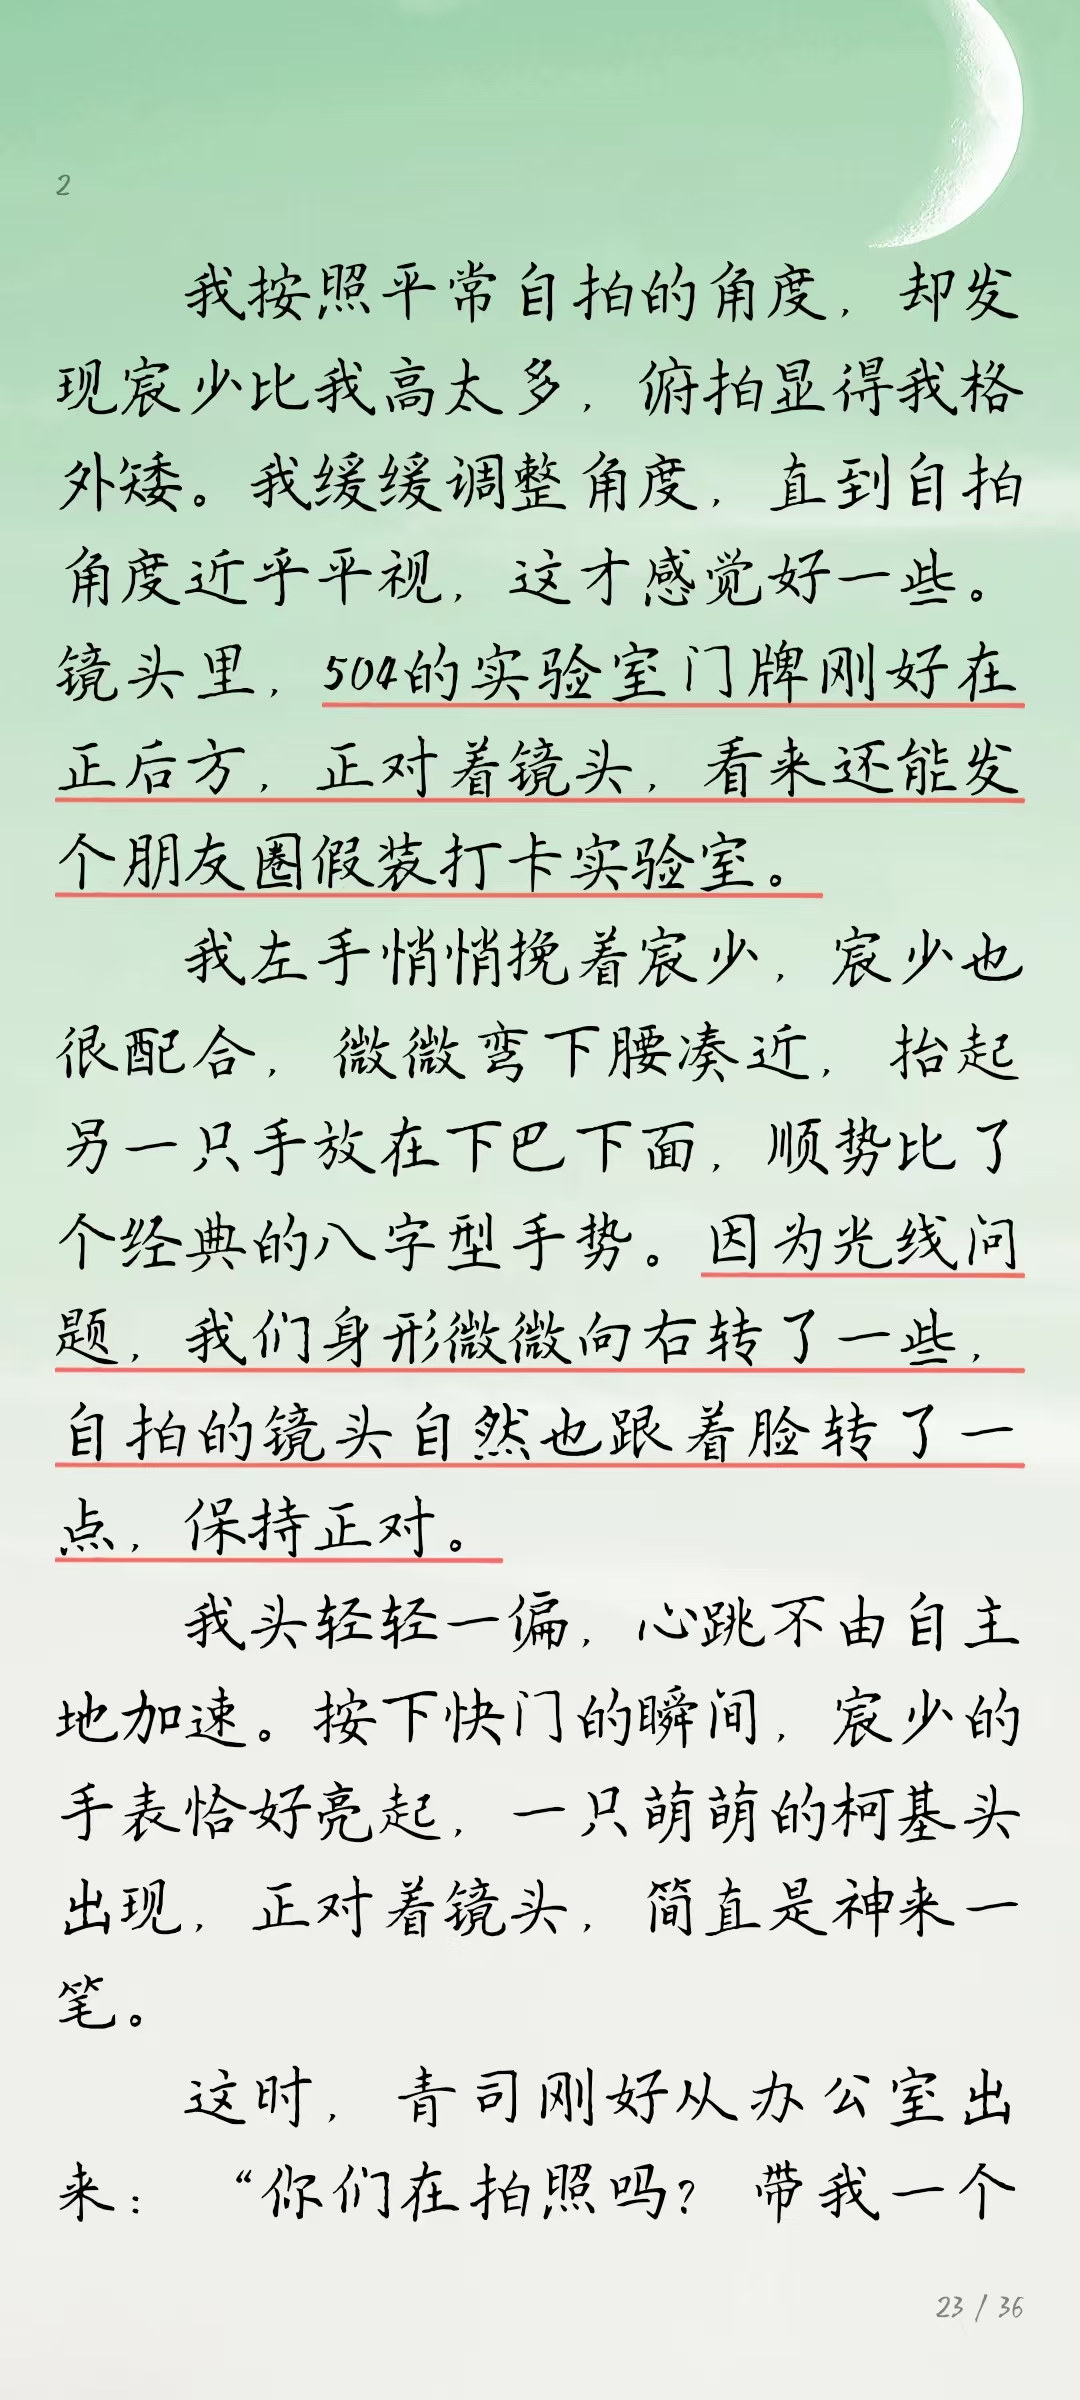 2
我按照平常自拍的角度，却发
现宸少比我高太多，俯拍显得我格
外矮。我缓缓调整角度，直到自拍
角度近乎平视，这才感觉好一些。
镜头里，504的实验室门牌刚好在
正后方，正对着镜头，看来还能发
个朋友圈假装打卡实验室。
我左手悄悄挽着宸少，宸少也
很配合，微微弯下腰凑近，抬起
另一只手放在下巴下面，顺势比了
个经典的八字型手势。因为光线问
题，我们身形微微向右转了一些，
自拍的镜头自然也跟着脸转了一
点，保持正对。
我头轻轻一偏，心跳不由自主
地加速。按下快门的瞬间，宸少的
手表恰好亮起，一只萌萌的柯基头
出现，正对着镜头，简直是神来一
笔。
这时，青司刚好从办公室出
来：“你们在拍照吗？带我一个
23 / 36